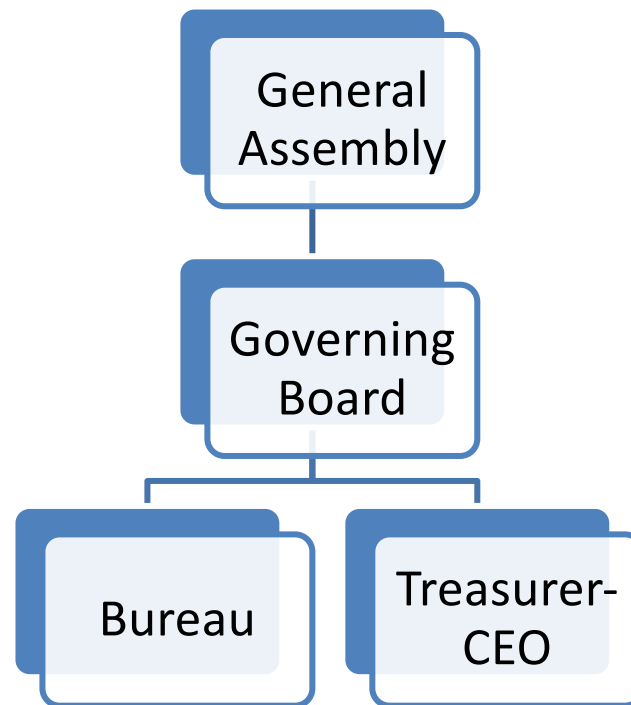 General
Assembly
Governing
Board
Bureau
Treasurer-
CEO